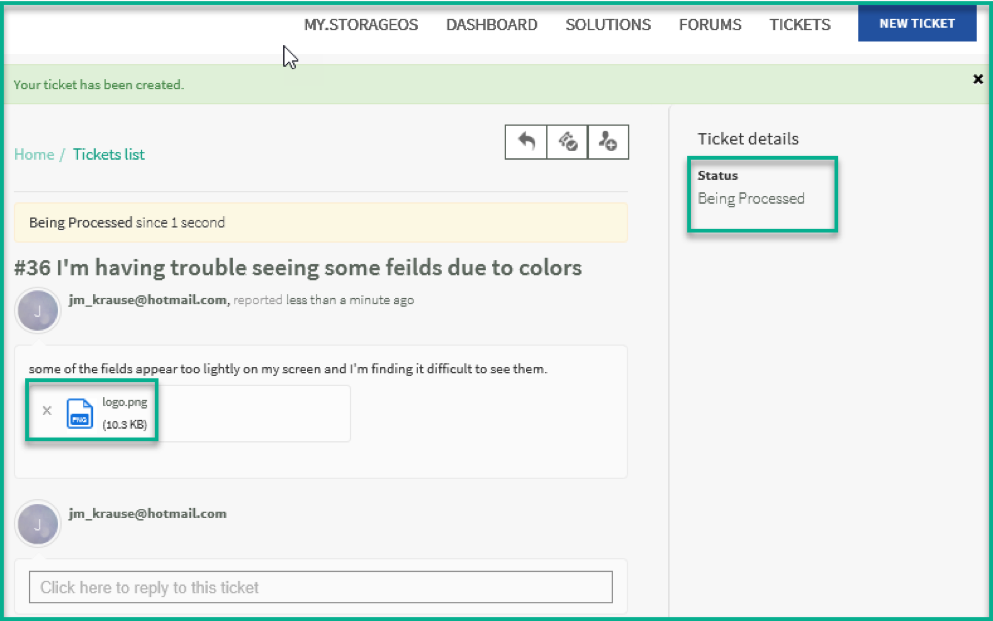 MY.STORAGEOS DASHBOARD SOLUTIONS FORUMS TICKETS NEW TICKET
Your ticket has been created.
Home / Tickets list
Being Processed since 1 second
#36 I'm having trouble seeing some feilds due to colors
J
jm_krause@hotmail.com, reported less than a minute ago
some of the fields appear too lightly on my screen and I'm finding it difficult to see them.
PNG
logo.png
(10.3 KB)
J
jm_krause@hotmail.com
Click here to reply to this ticket
Ticket details
Status
Being Processed